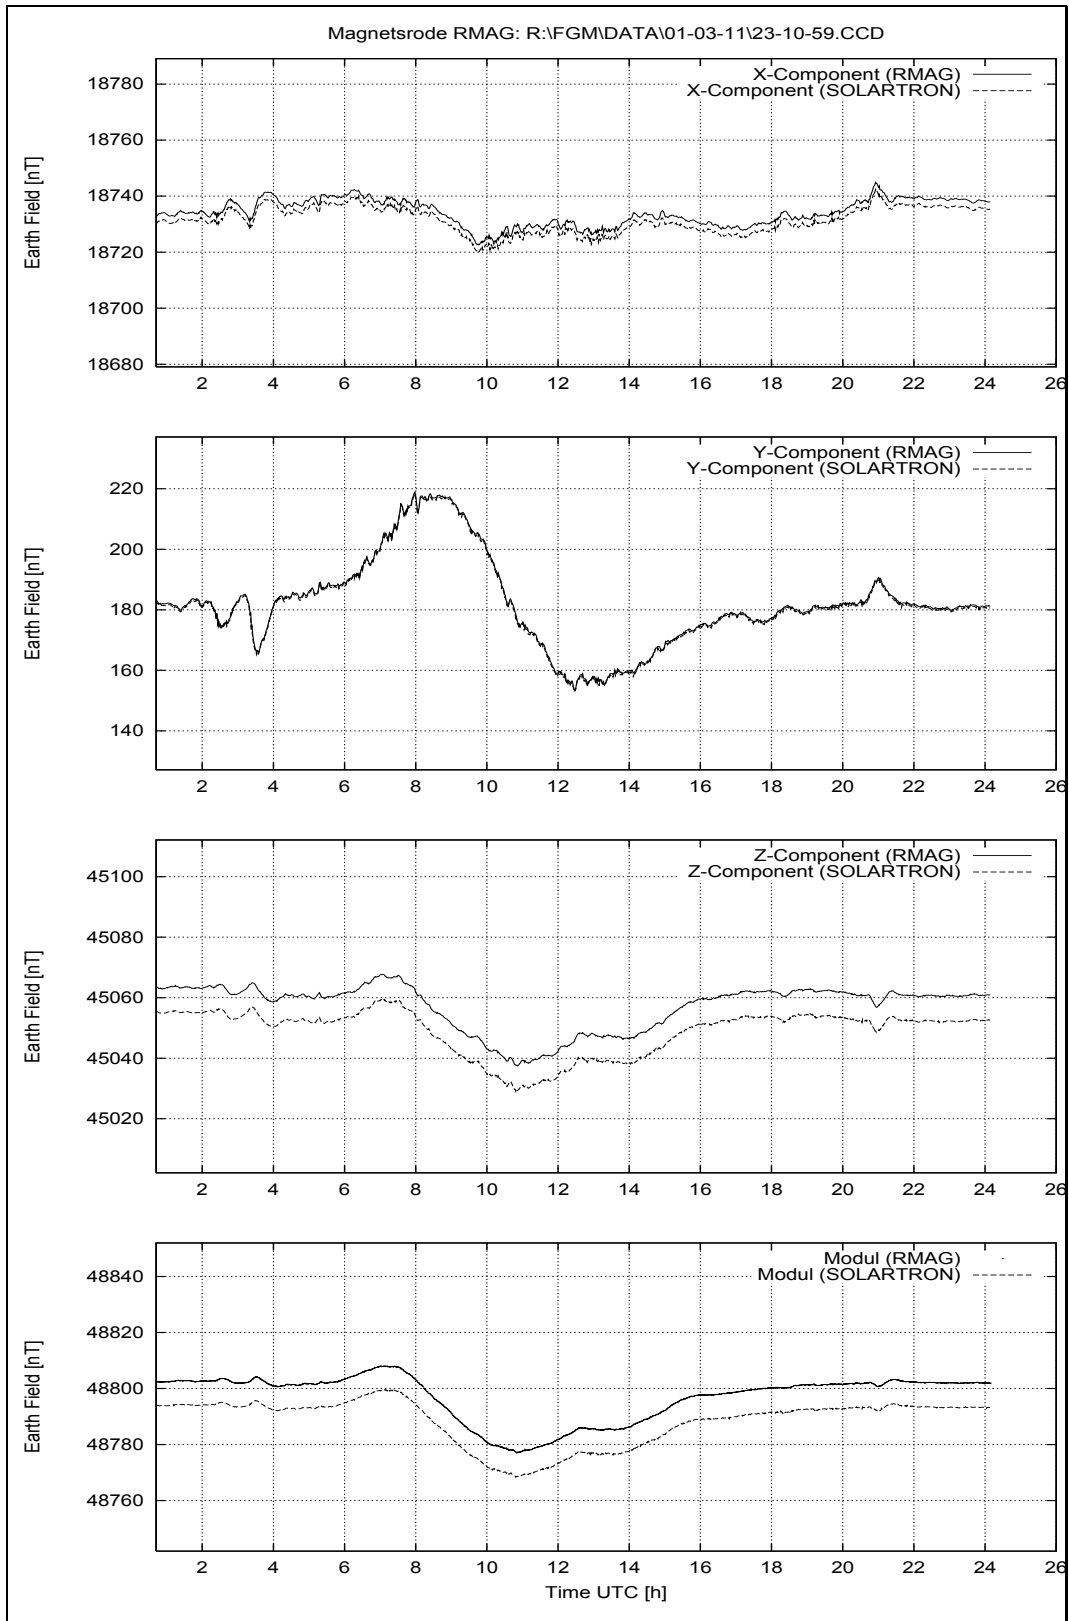 Magnetsrode RMAG: R:\FGM\DATA\01-03-11\23-10-59.CCD
X-Component (RMAG)
X-Component (SOLARTRON)
Earth Field [nT]
18780
18760
18740
18720
18700
18680
2 4 6 8 10 12 14 16 18 20 22 24 26
Y-Component (RMAG)
Y-Component (SOLARTRON)
Earth Field [nT]
220
200
180
160
140
2 4 6 8 10 12 14 16 18 20 22 24 26
Z-Component (RMAG)
Z-Component (SOLARTRON)
Earth Field [nT]
45100
45080
45060
45040
45020
2 4 6 8 10 12 14 16 18 20 22 24 26
Modul (RMAG)
Modul (SOLARTRON)
Earth Field [nT]
48840
48820
48800
48780
48760
2 4 6 8 10 12 14 16 18 20 22 24 26
Time UTC [h]